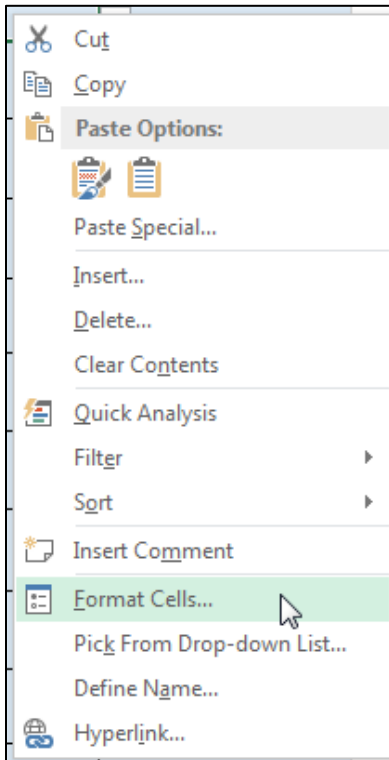 Cut
Copy
Paste Options:
Paste Special...
Insert...
Delete...
Clear Contents
Quick Analysis
Filter
Sort
Insert Comment
Format Cells...
Pick From Drop-down List...
Define Name...
Hyperlink...